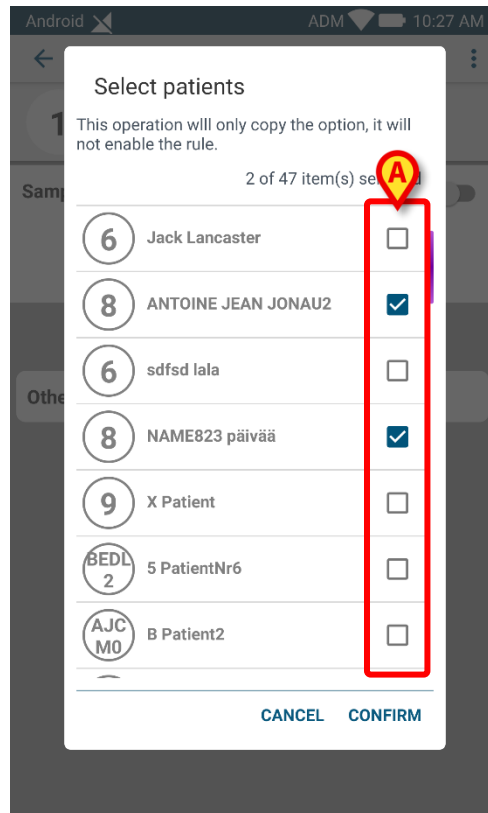 Android ADM 10:27 AM
1
Select patients
This operation wlll only copy the option, it will
not enable the rule.
2 of 47 item(s)
A
Samp
6 Jack Lancaster
8 ANTOINE JEAN JONAU2
6 sdfsd lala
Othe
8 NAME823 päivää
9 X Patient
BEDL
2
5 PatientNr6
AJC
M0
B Patient2
CANCEL CONFIRM